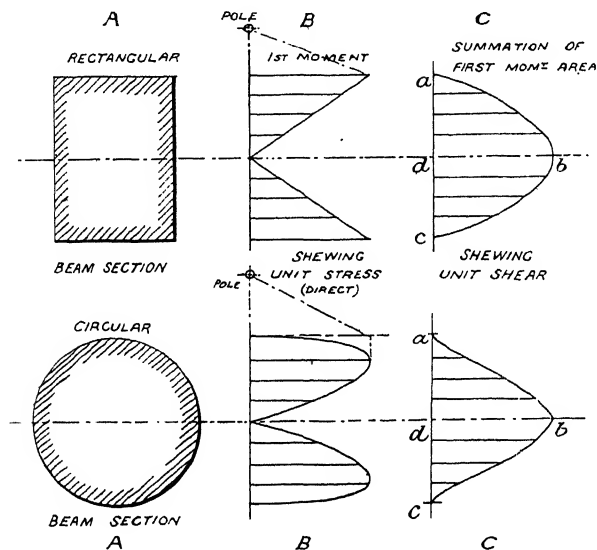 A
B
C
POLE
RECTANGULAR
1ST MOMENT
SUMMATION OF
FIRST MOMT AREA
a
d
b
c
BEAM SECTION
SHEWING
UNIT STRESS
(DIRECT)
SHEWING
UNIT SHEAR
POLE
CIRCULAR
a
d
b
c
BEAM SECTION
A
B
C